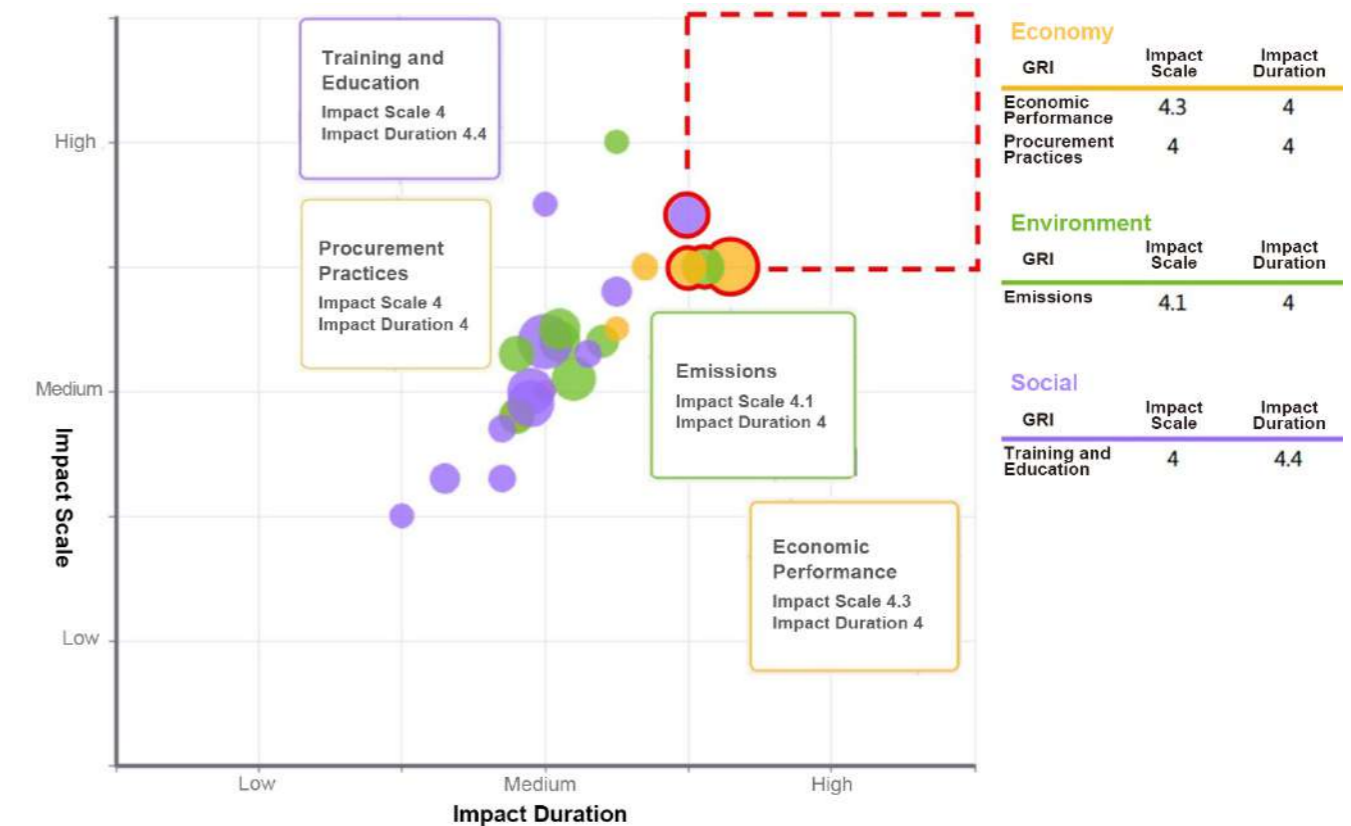 Training and
Education
Impact Scale 4
Impact Duration 4.4
Procurement
Practices
Impact Scale 4
Impact Duration 4
Emissions
Impact Scale 4.1
Impact Duration 4
Economic
Performance
Impact Scale 4.3
Impact Duration 4
High
Medium
Low
Impact Scale
Low
Medium
High
Impact Duration
Economy
GRI Impact Scale Impact Duration
Economic Performance 4.3 4
Procurement Practices 4 4
Environment
GRI Impact Scale Impact Duration
Emissions 4.1 4
Social
GRI Impact Scale Impact Duration
Training and Education 4 4.4